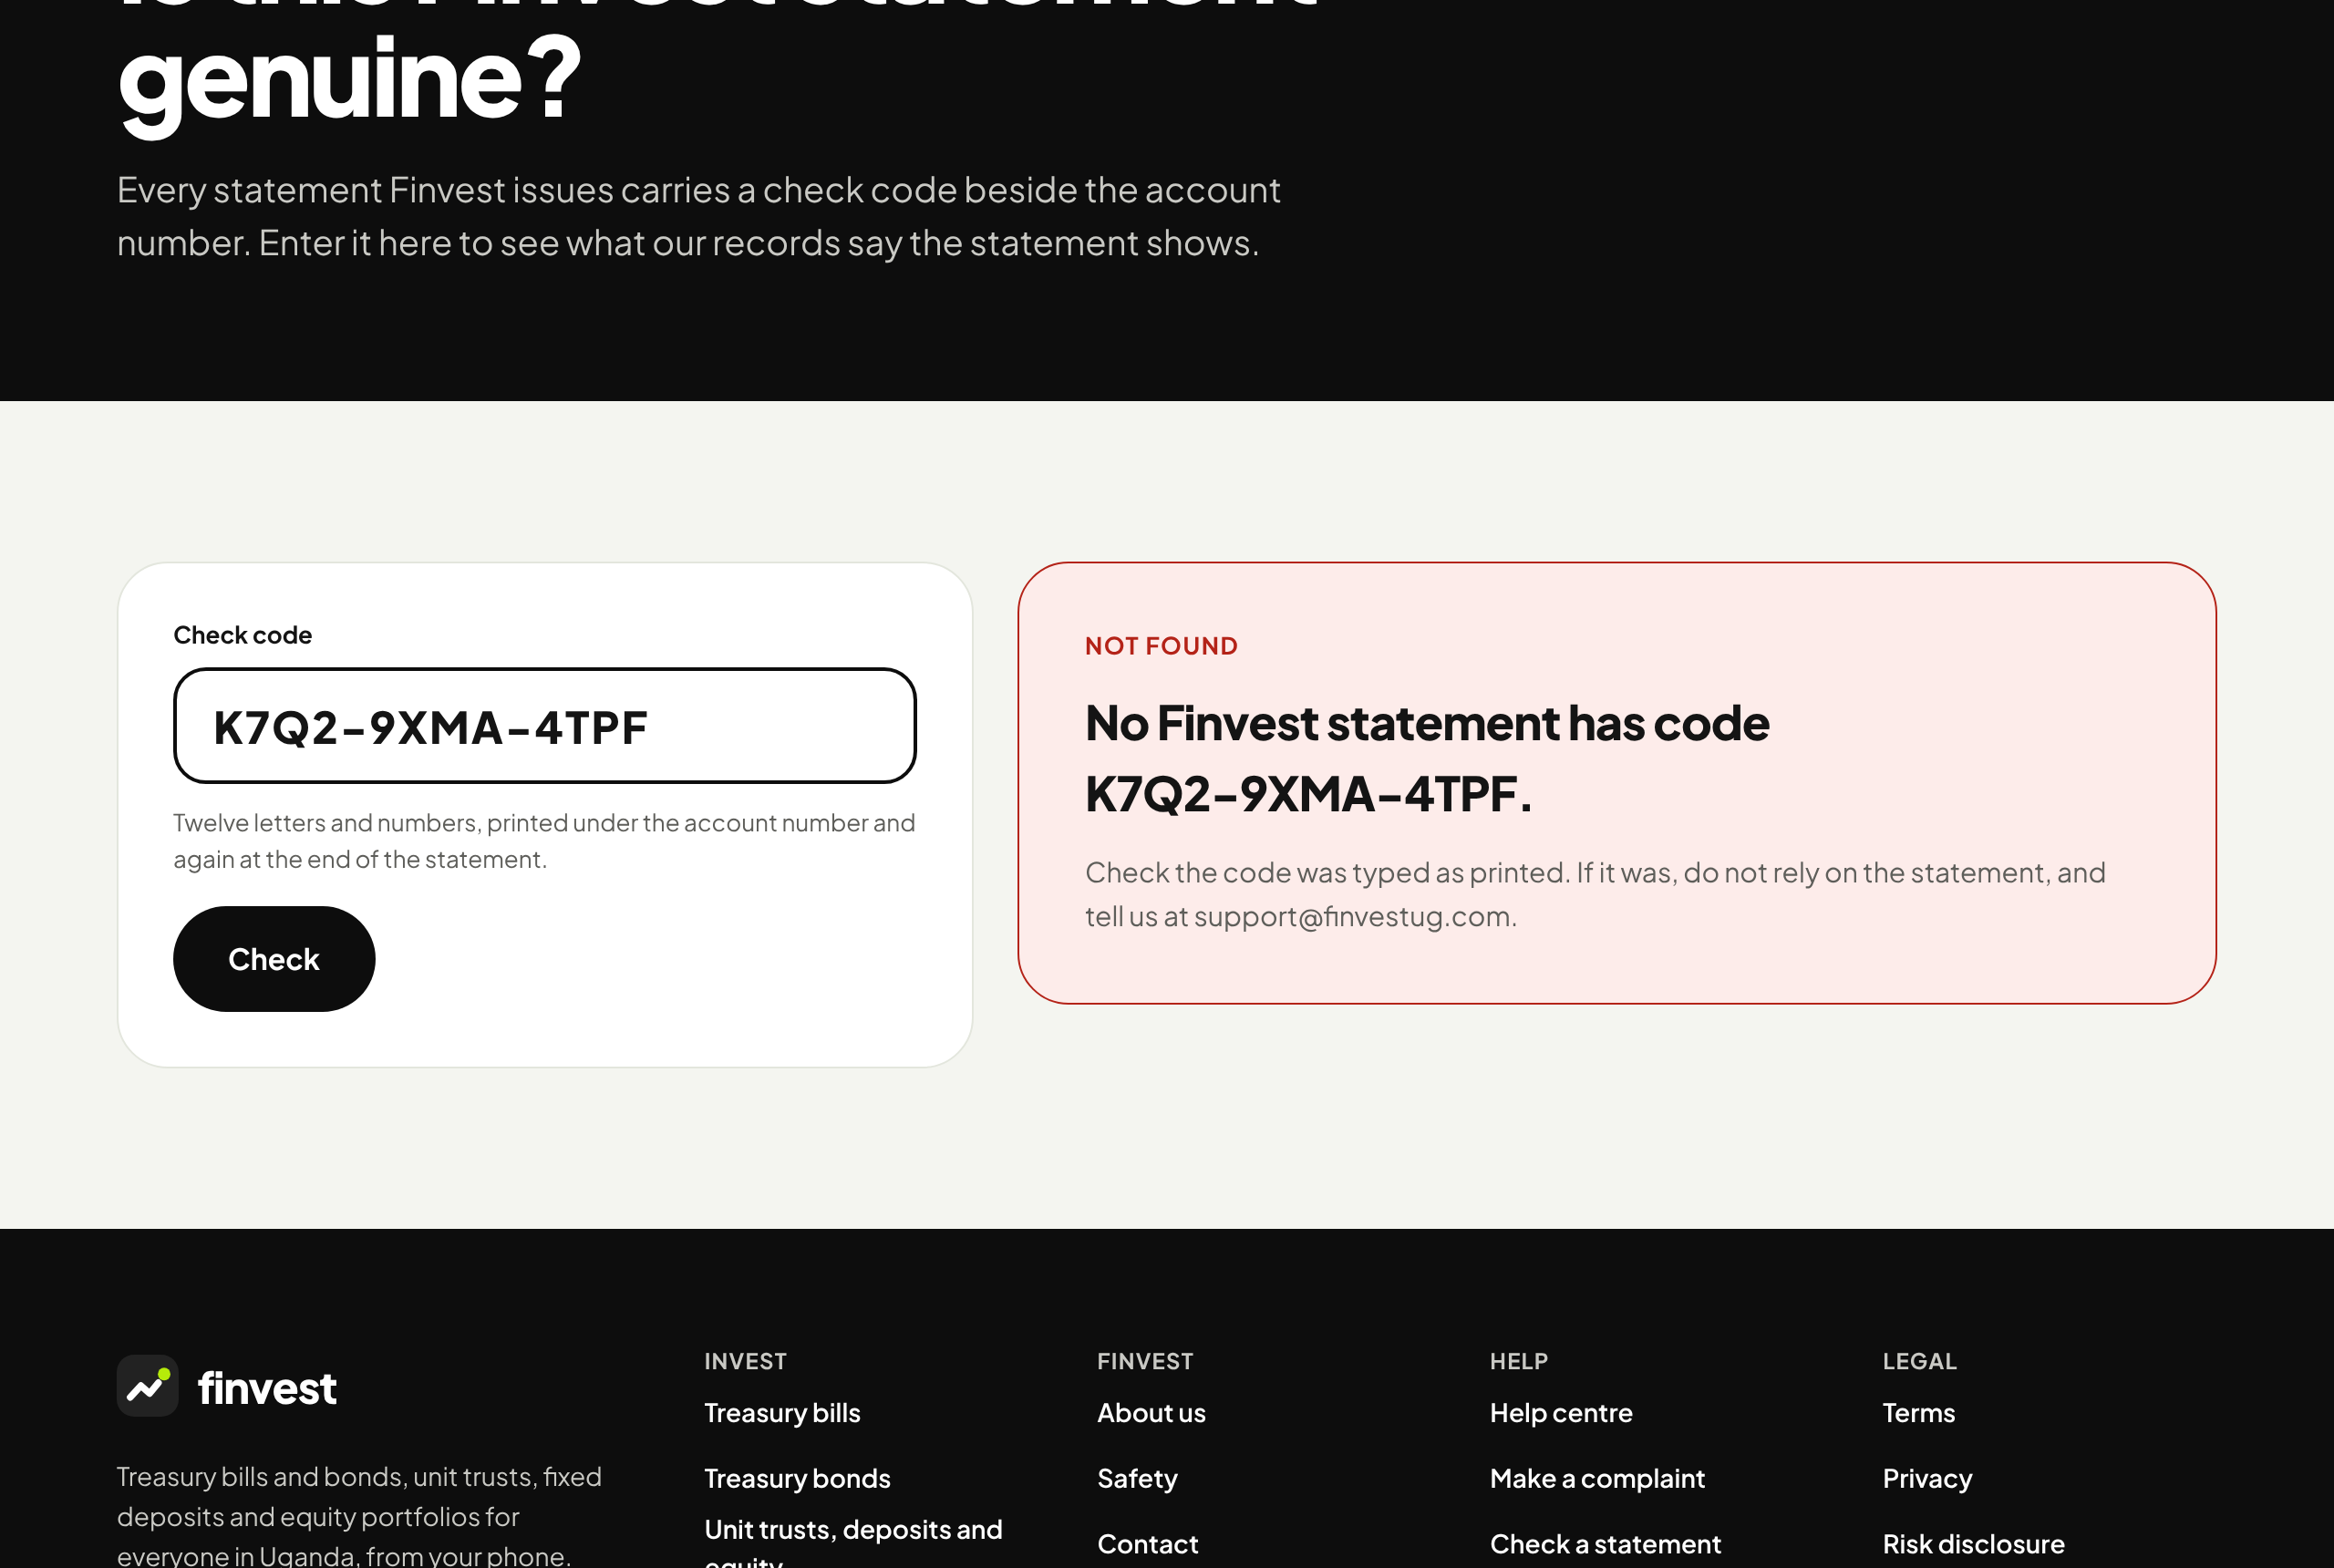 Is this Finvest statement
genuine?
Every statement Finvest issues carries a check code beside the account
number. Enter it here to see what our records say the statement shows.
Check code
K7Q2-9XMA-4TPF
Twelve letters and numbers, printed under the account number and
again at the end of the statement.
Check
NOT FOUND
No Finvest statement has code
K7Q2-9XMA-4TPF.
Check the code was typed as printed. If it was, do not rely on the statement, and
tell us at support@finvestug.com.
finvest
Treasury bills and bonds, unit trusts, fixed
deposits and equity portfolios for
everyone in Uganda, from your phone.
INVEST
Treasury bills
Treasury bonds
Unit trusts, deposits and
equity
FINVEST
About us
Safety
Contact
HELP
Help centre
Make a complaint
Check a statement
LEGAL
Terms
Privacy
Risk disclosure